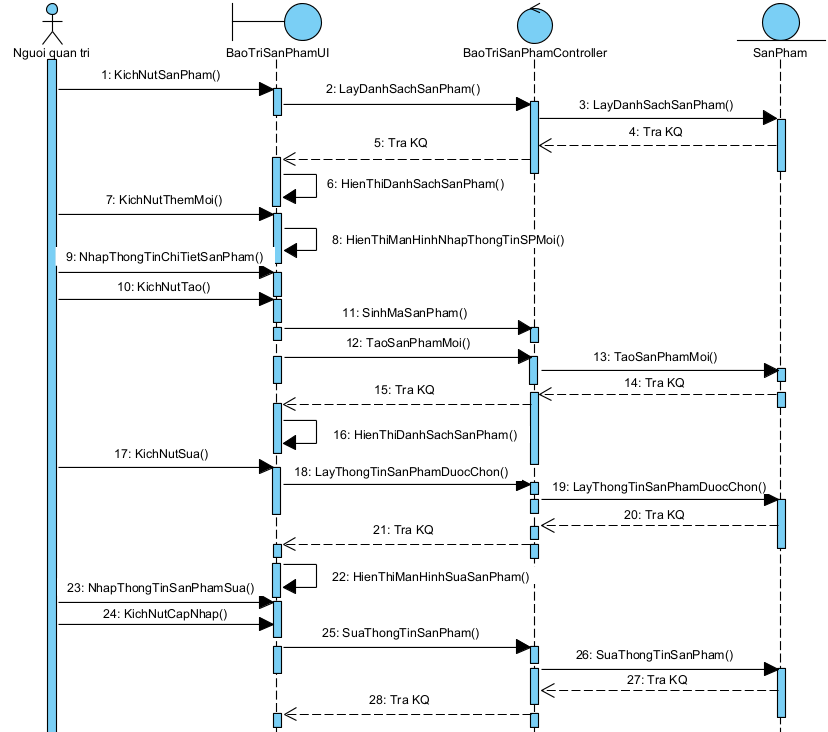 Nguoi quan tri
BaoTriSanPhamUI
BaoTriSanPhamController
SanPham
1: KichNutSanPham()
2: LayDanhSachSanPham()
3: LayDanhSachSanPham()
4: Tra KQ
5: Tra KQ
6: HienThiDanhSachSanPham()
7: KichNutThemMoi()
8: HienThiManHinhNhapThongTinSPMoi()
9: NhapThongTinChiTietSanPham()
10: KichNutTao()
11: SinhMaSanPham()
12: TaoSanPhamMoi()
13: TaoSanPhamMoi()
14: Tra KQ
15: Tra KQ
16: HienThiDanhSachSanPham()
17: KichNutSua()
18: LayThongTinSanPhamDuocChon()
19: LayThongTinSanPhamDuocChon()
20: Tra KQ
21: Tra KQ
22: HienThiManHinhSuaSanPham()
23: NhapThongTinSanPhamSua()
24: KichNutCapNhap()
25: SuaThongTinSanPham()
26: SuaThongTinSanPham()
27: Tra KQ
28: Tra KQ